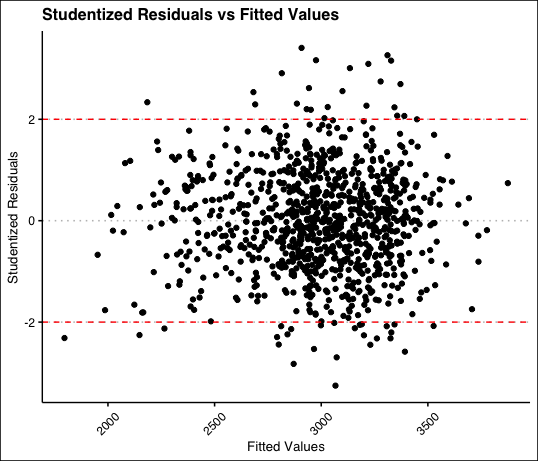 Studentized Residuals vs Fitted Values
Studentized Residuals
2
0
-2
2000
2500
3000
3500
Fitted Values